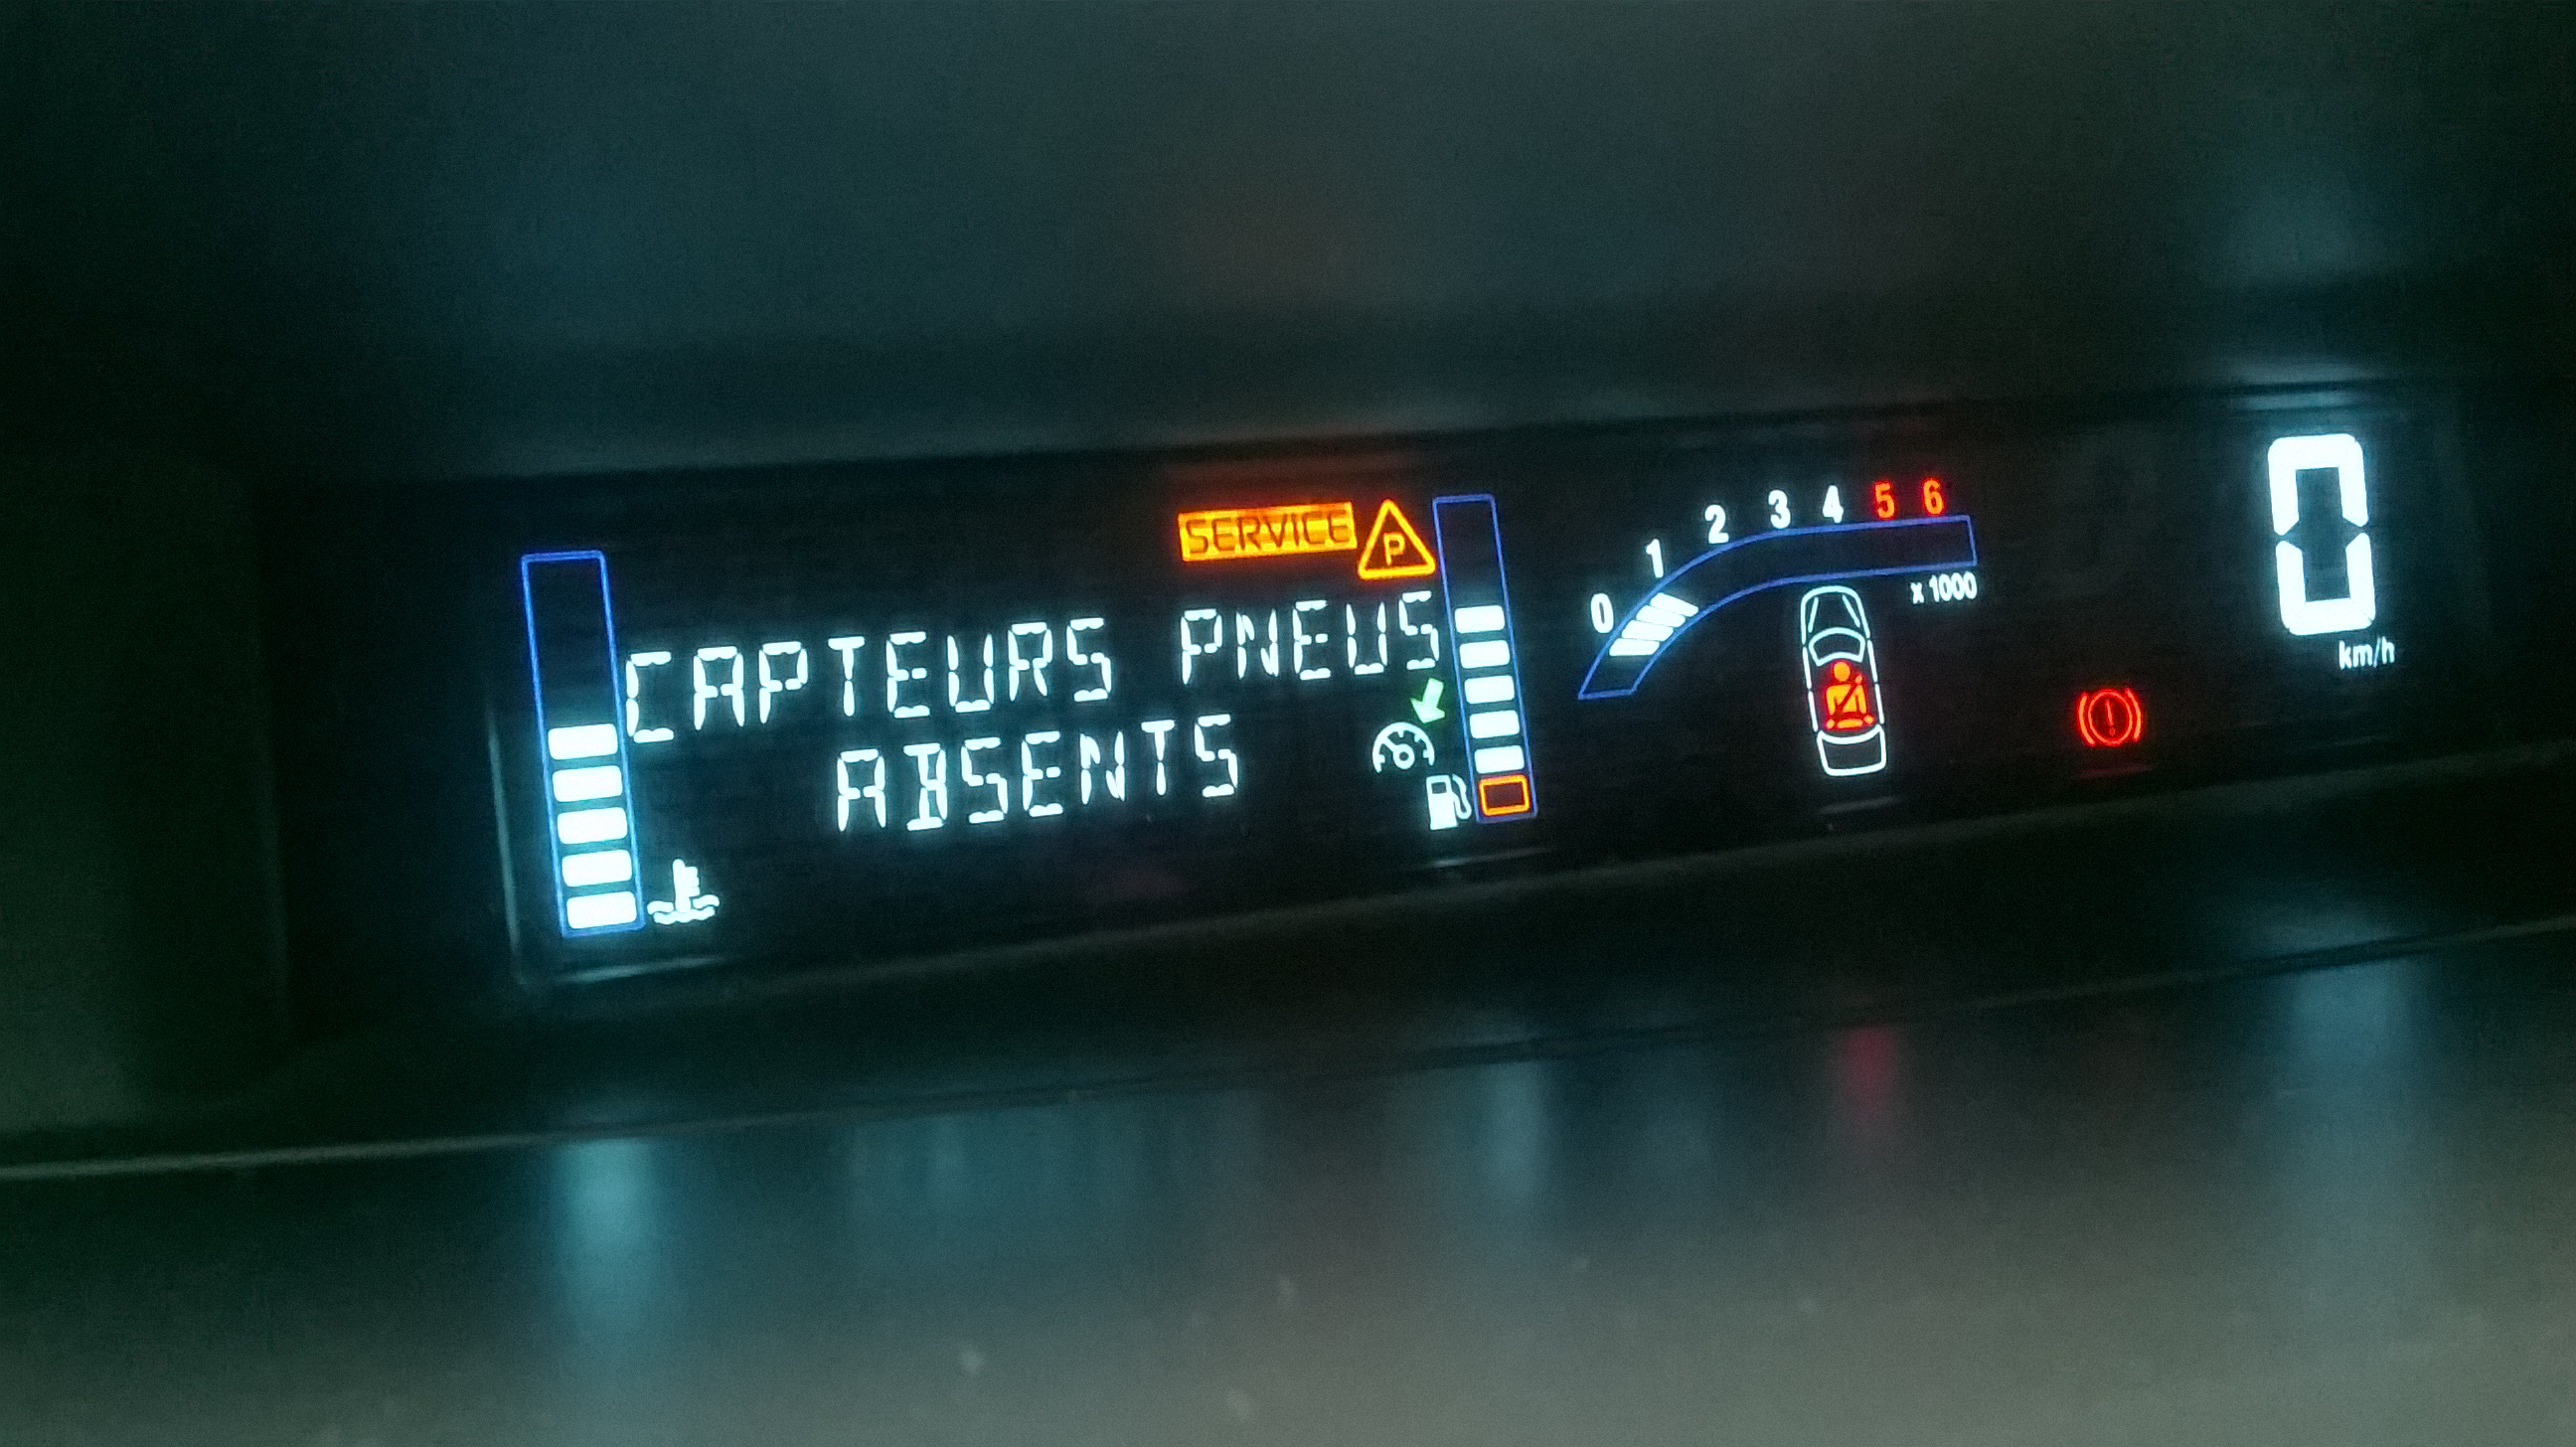 SERVICE P
CAPTEURS PNEUS
ABSENTS
0 1 2 3 4 5 6
x 1000
0
km/h